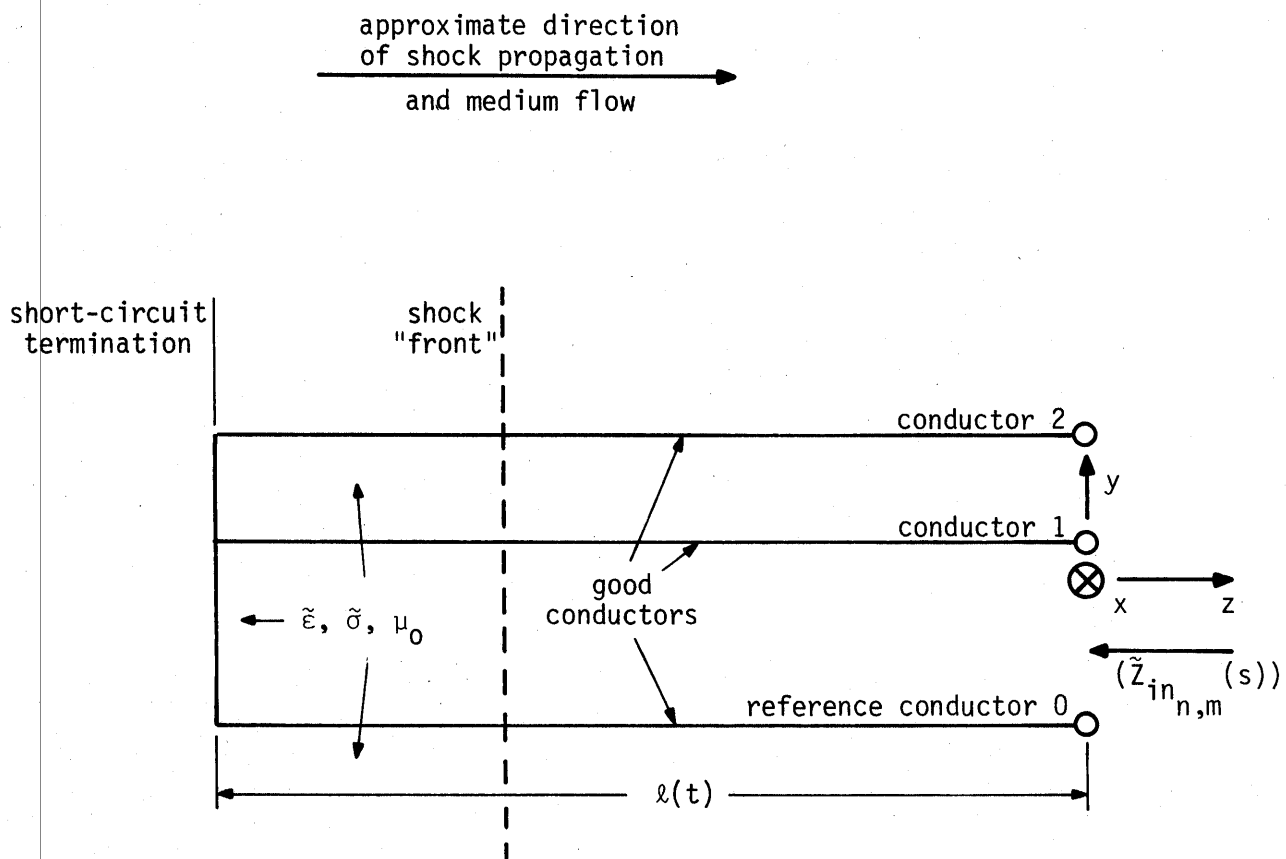 approximate direction
of shock propagation
and medium flow
short-circuit
termination
shock
"front"
conductor 2
y
conductor 1
x
z
good
conductors
ε̃, σ̃, μ₀
(Z̃_in_n,m (s))
reference conductor 0
ℓ(t)